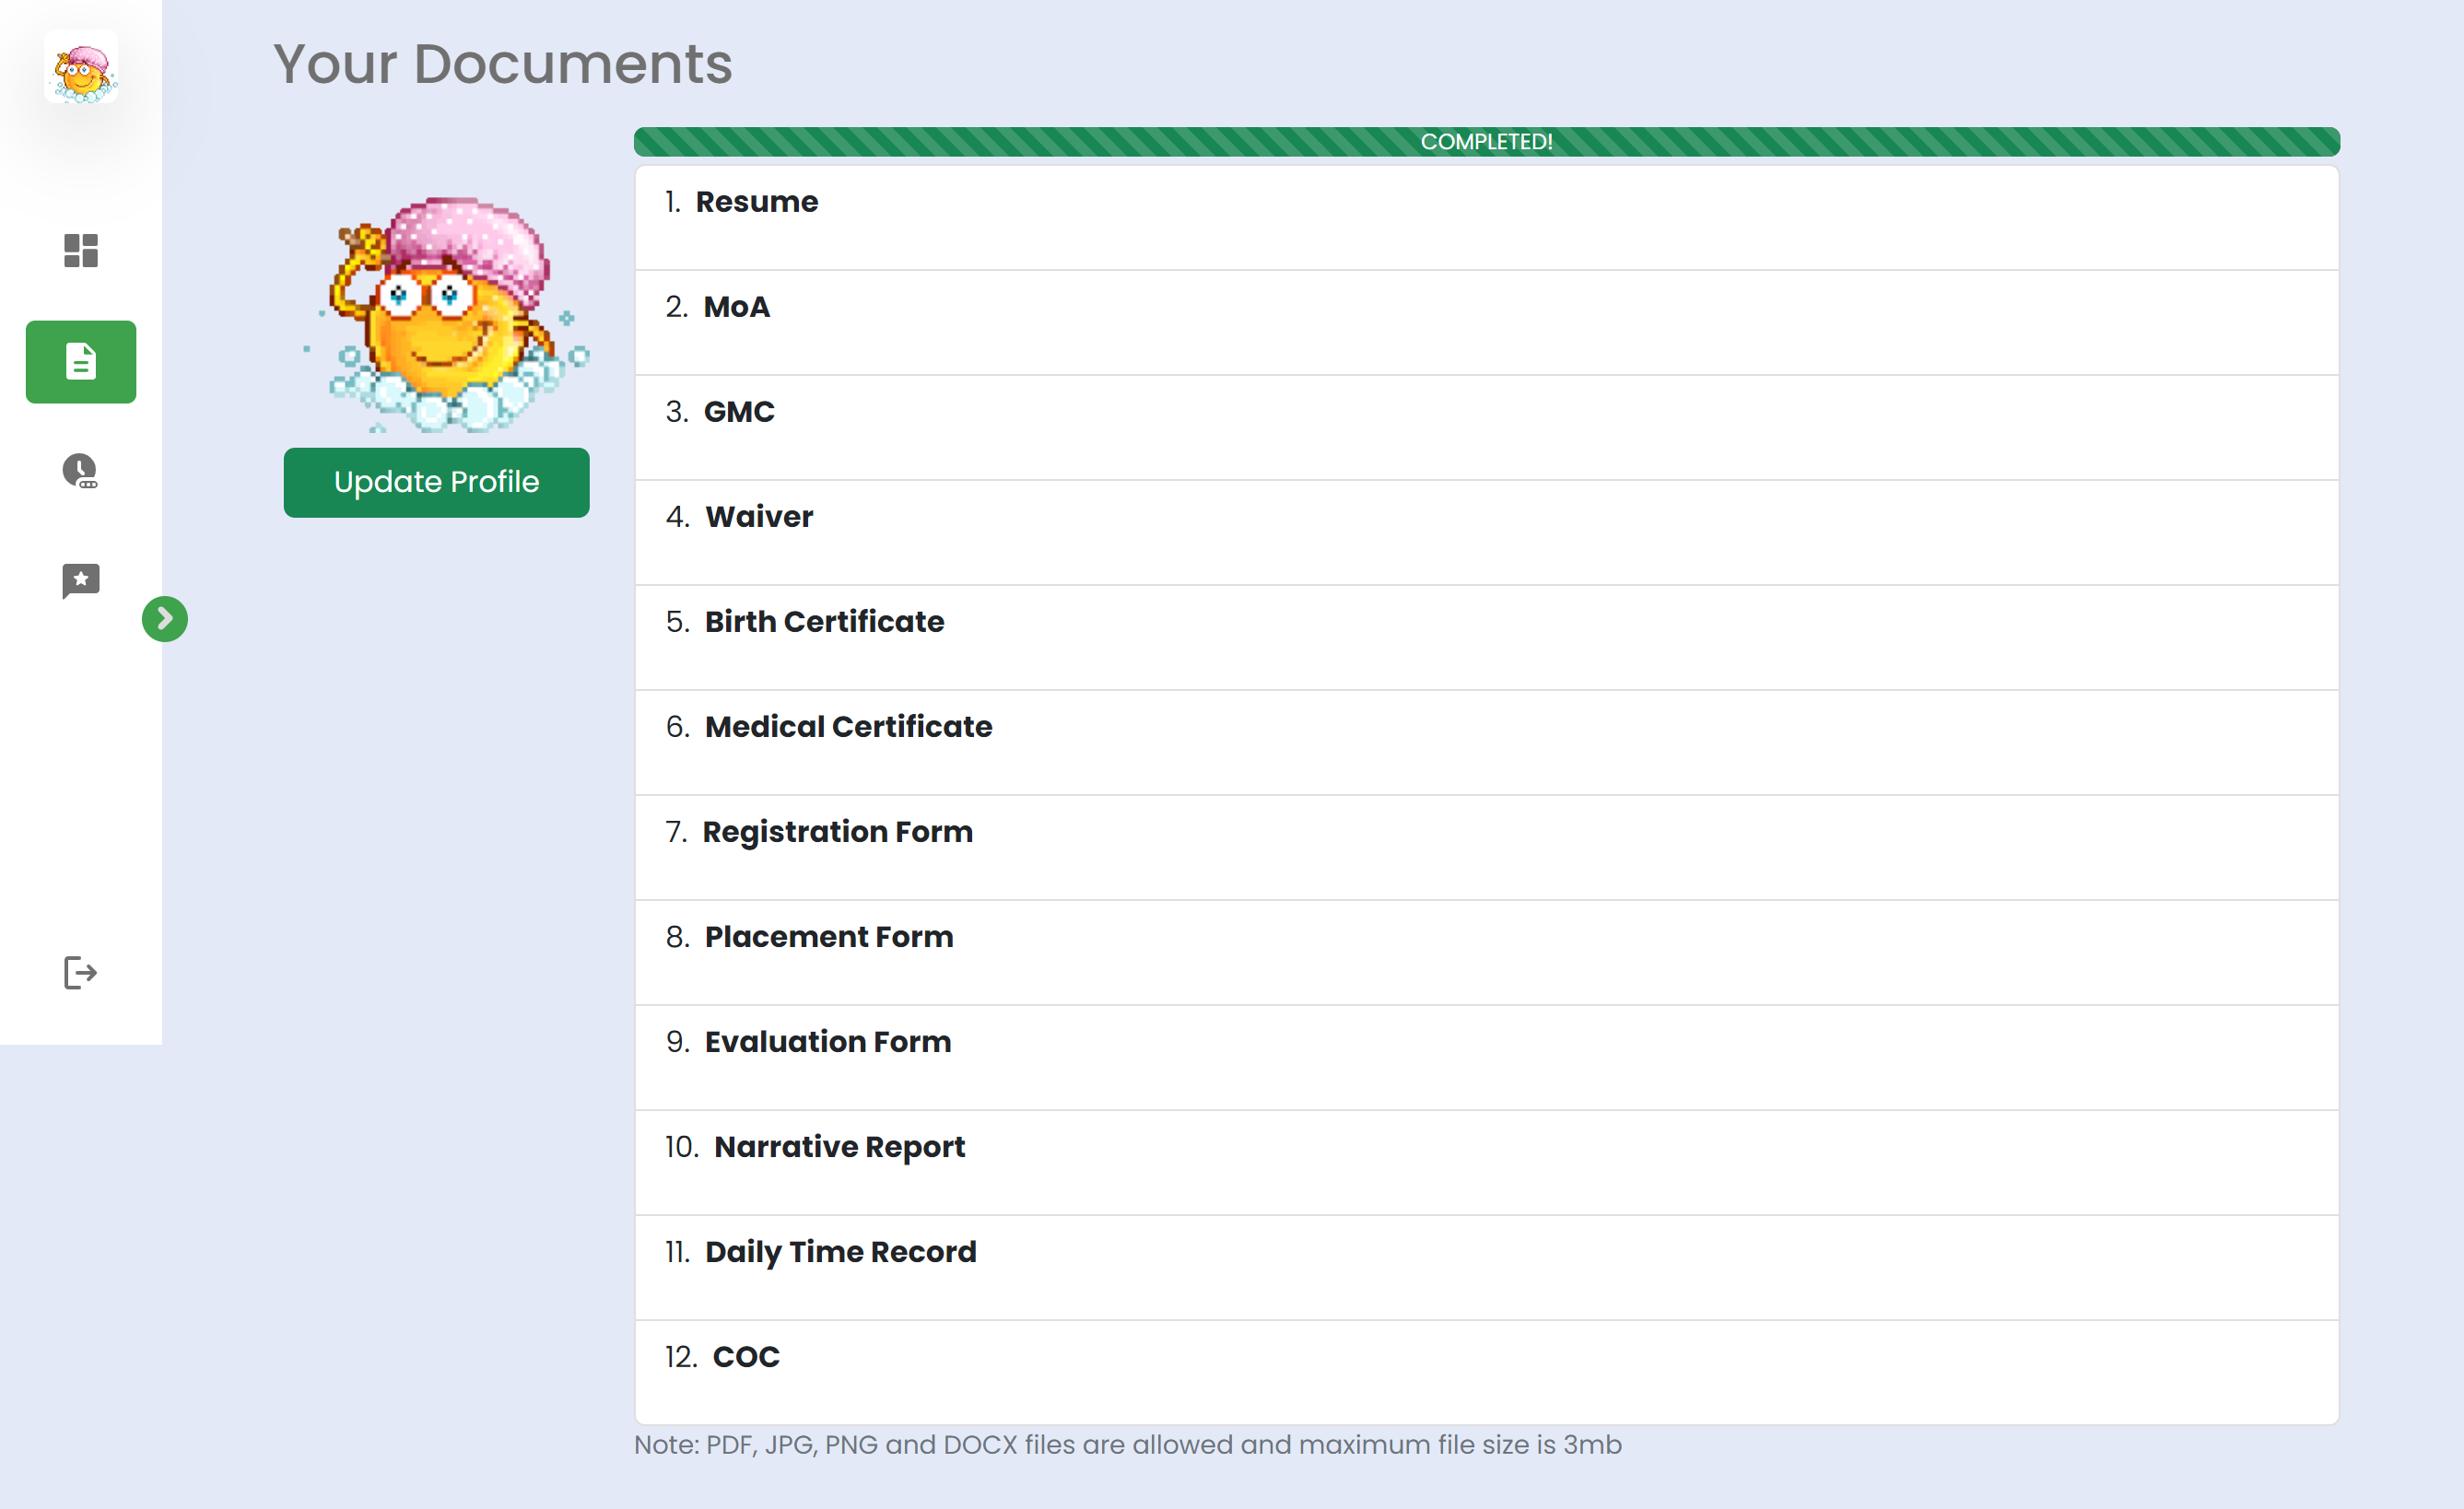 Your Documents
COMPLETED!
1. Resume
2. MoA
3. GMC
4. Waiver
5. Birth Certificate
6. Medical Certificate
7. Registration Form
8. Placement Form
9. Evaluation Form
10. Narrative Report
11. Daily Time Record
12. COC
Update Profile
Note: PDF, JPG, PNG and DOCX files are allowed and maximum file size is 3mb